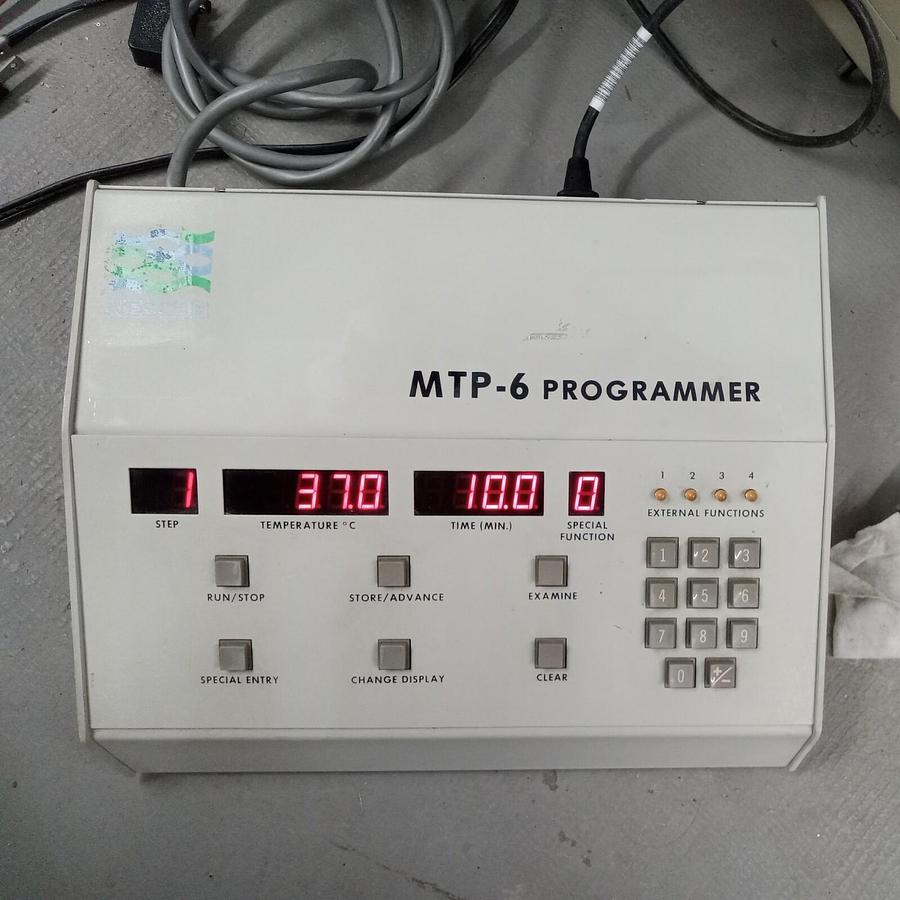 MTP-6 PROGRAMMER
1 37.0 10.0 0
STEP TEMPERATURE °C TIME (MIN.) SPECIAL FUNCTION
1 2 3 4
EXTERNAL FUNCTIONS
RUN/STOP STORE/ADVANCE EXAMINE
SPECIAL ENTRY CHANGE DISPLAY CLEAR
1 2 3
4 5 6
7 8 9
0 +/−